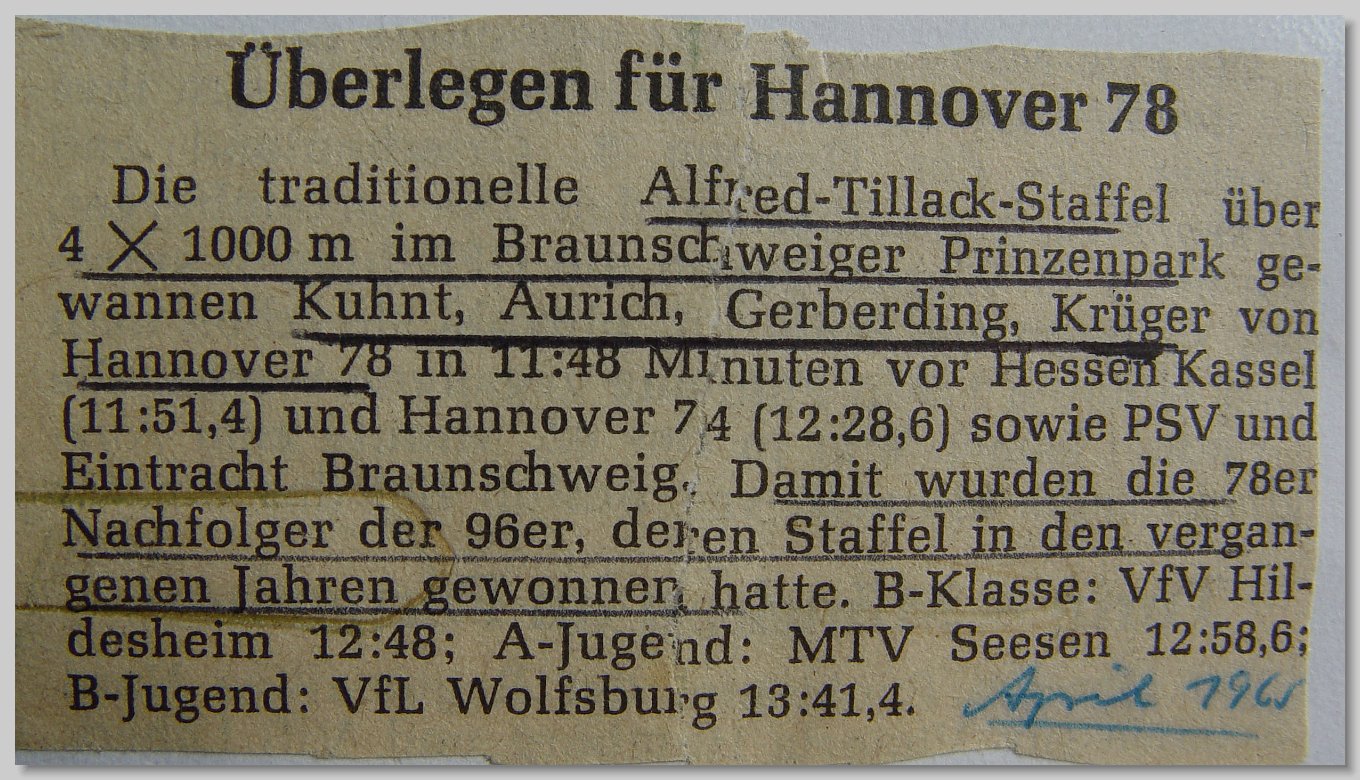 Überlegen für Hannover 78
Die traditionelle Alfred-Tillack-Staffel über
4 X 1000 m im Braunschweiger Prinzenpark ge-
wannen Kuhnt, Aurich, Gerberding, Krüger von
Hannover 78 in 11:48 Minuten vor Hessen Kassel
(11:51,4) und Hannover 74 (12:28,6) sowie PSV und
Eintracht Braunschweig. Damit wurden die 78er
Nachfolger der 96er, deren Staffel in den vergan-
genen Jahren gewonnen hatte. B-Klasse: VfV Hil-
desheim 12:48; A-Jugend: MTV Seesen 12:58,6;
B-Jugend: VfL Wolfsburg 13:41,4.
April 1965